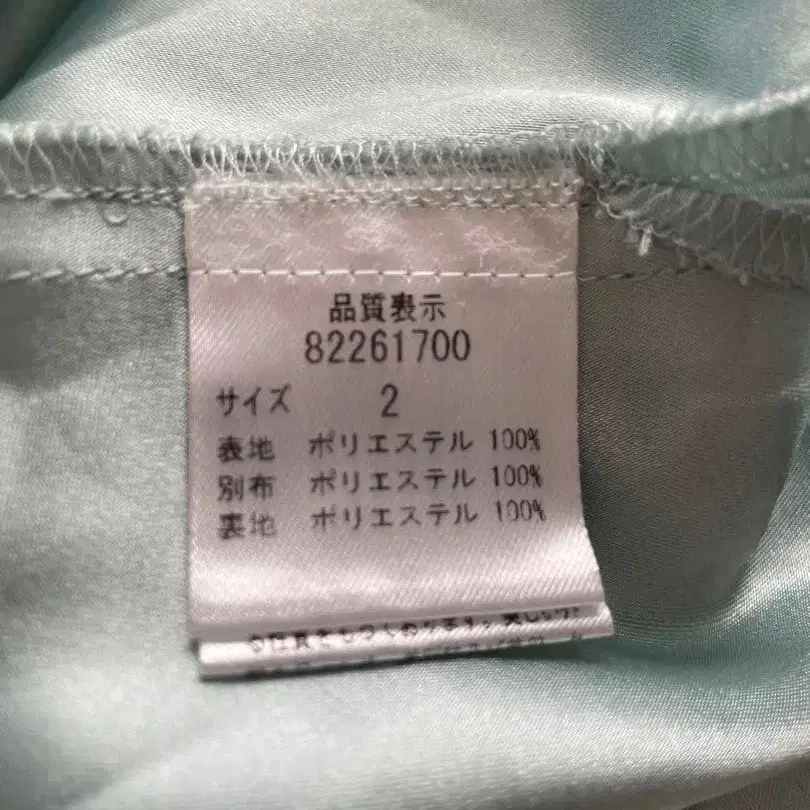 品質表示
82261700
サイズ 2
表地 ポリエステル 100%
別布 ポリエステル 100%
裏地 ポリエステル 100%